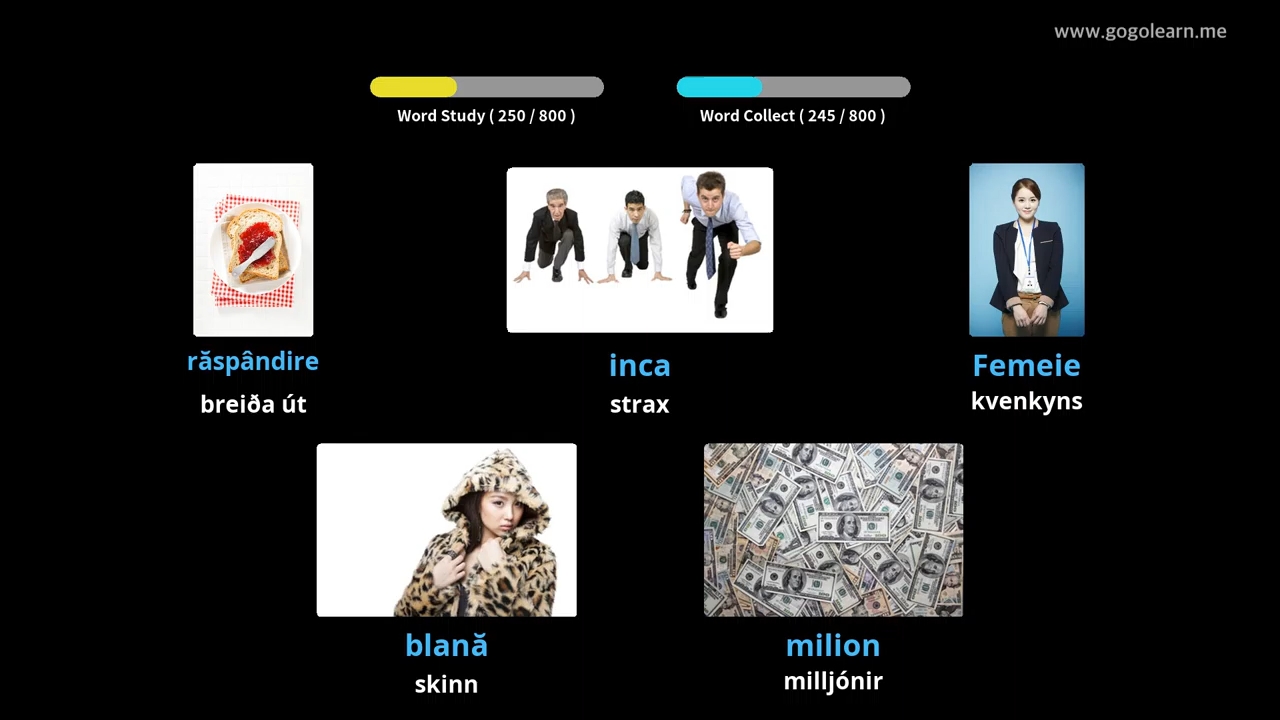 www.gogolearn.me
Word Study ( 250 / 800 )
Word Collect ( 245 / 800 )
răspândire
breiða út
inca
strax
Femeie
kvenkyns
blană
skinn
milion
milljónir